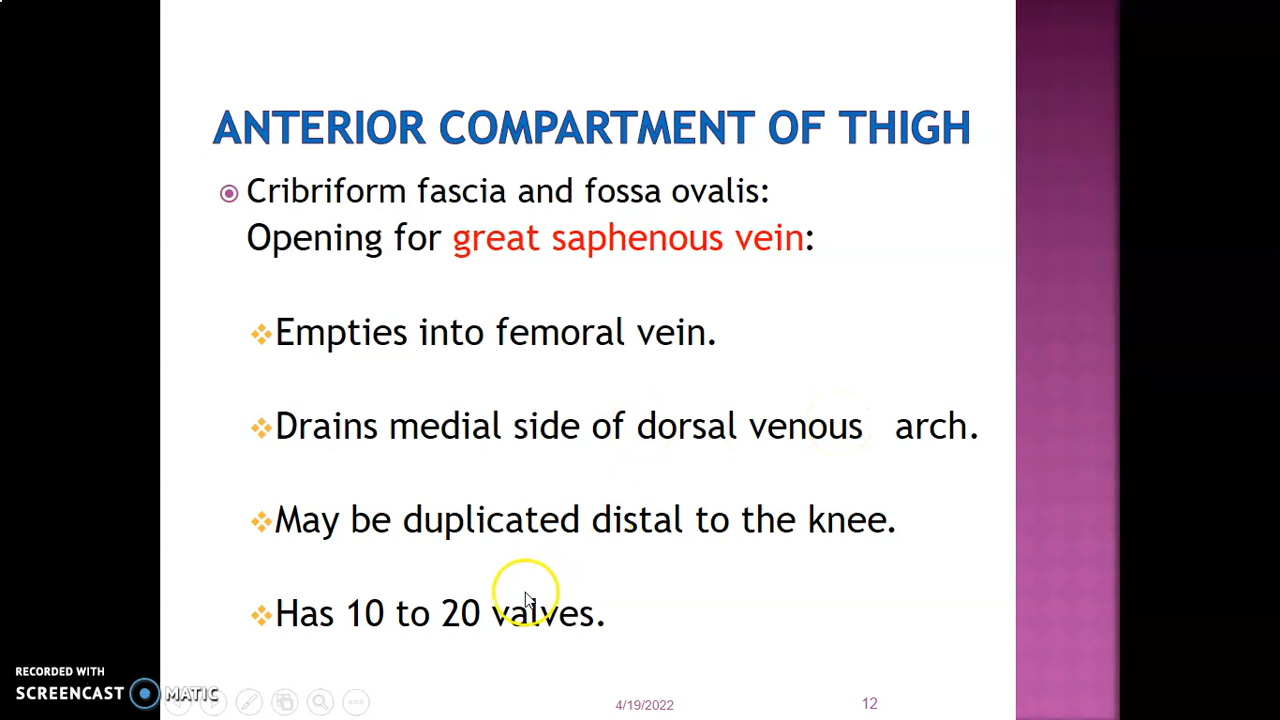 ANTERIOR COMPARTMENT OF THIGH
Cribriform fascia and fossa ovalis:
Opening for great saphenous vein:
Empties into femoral vein.
Drains medial side of dorsal venous arch.
May be duplicated distal to the knee.
Has 10 to 20 valves.
RECORDED WITH
SCREENCAST MATIC
4/19/2022
12